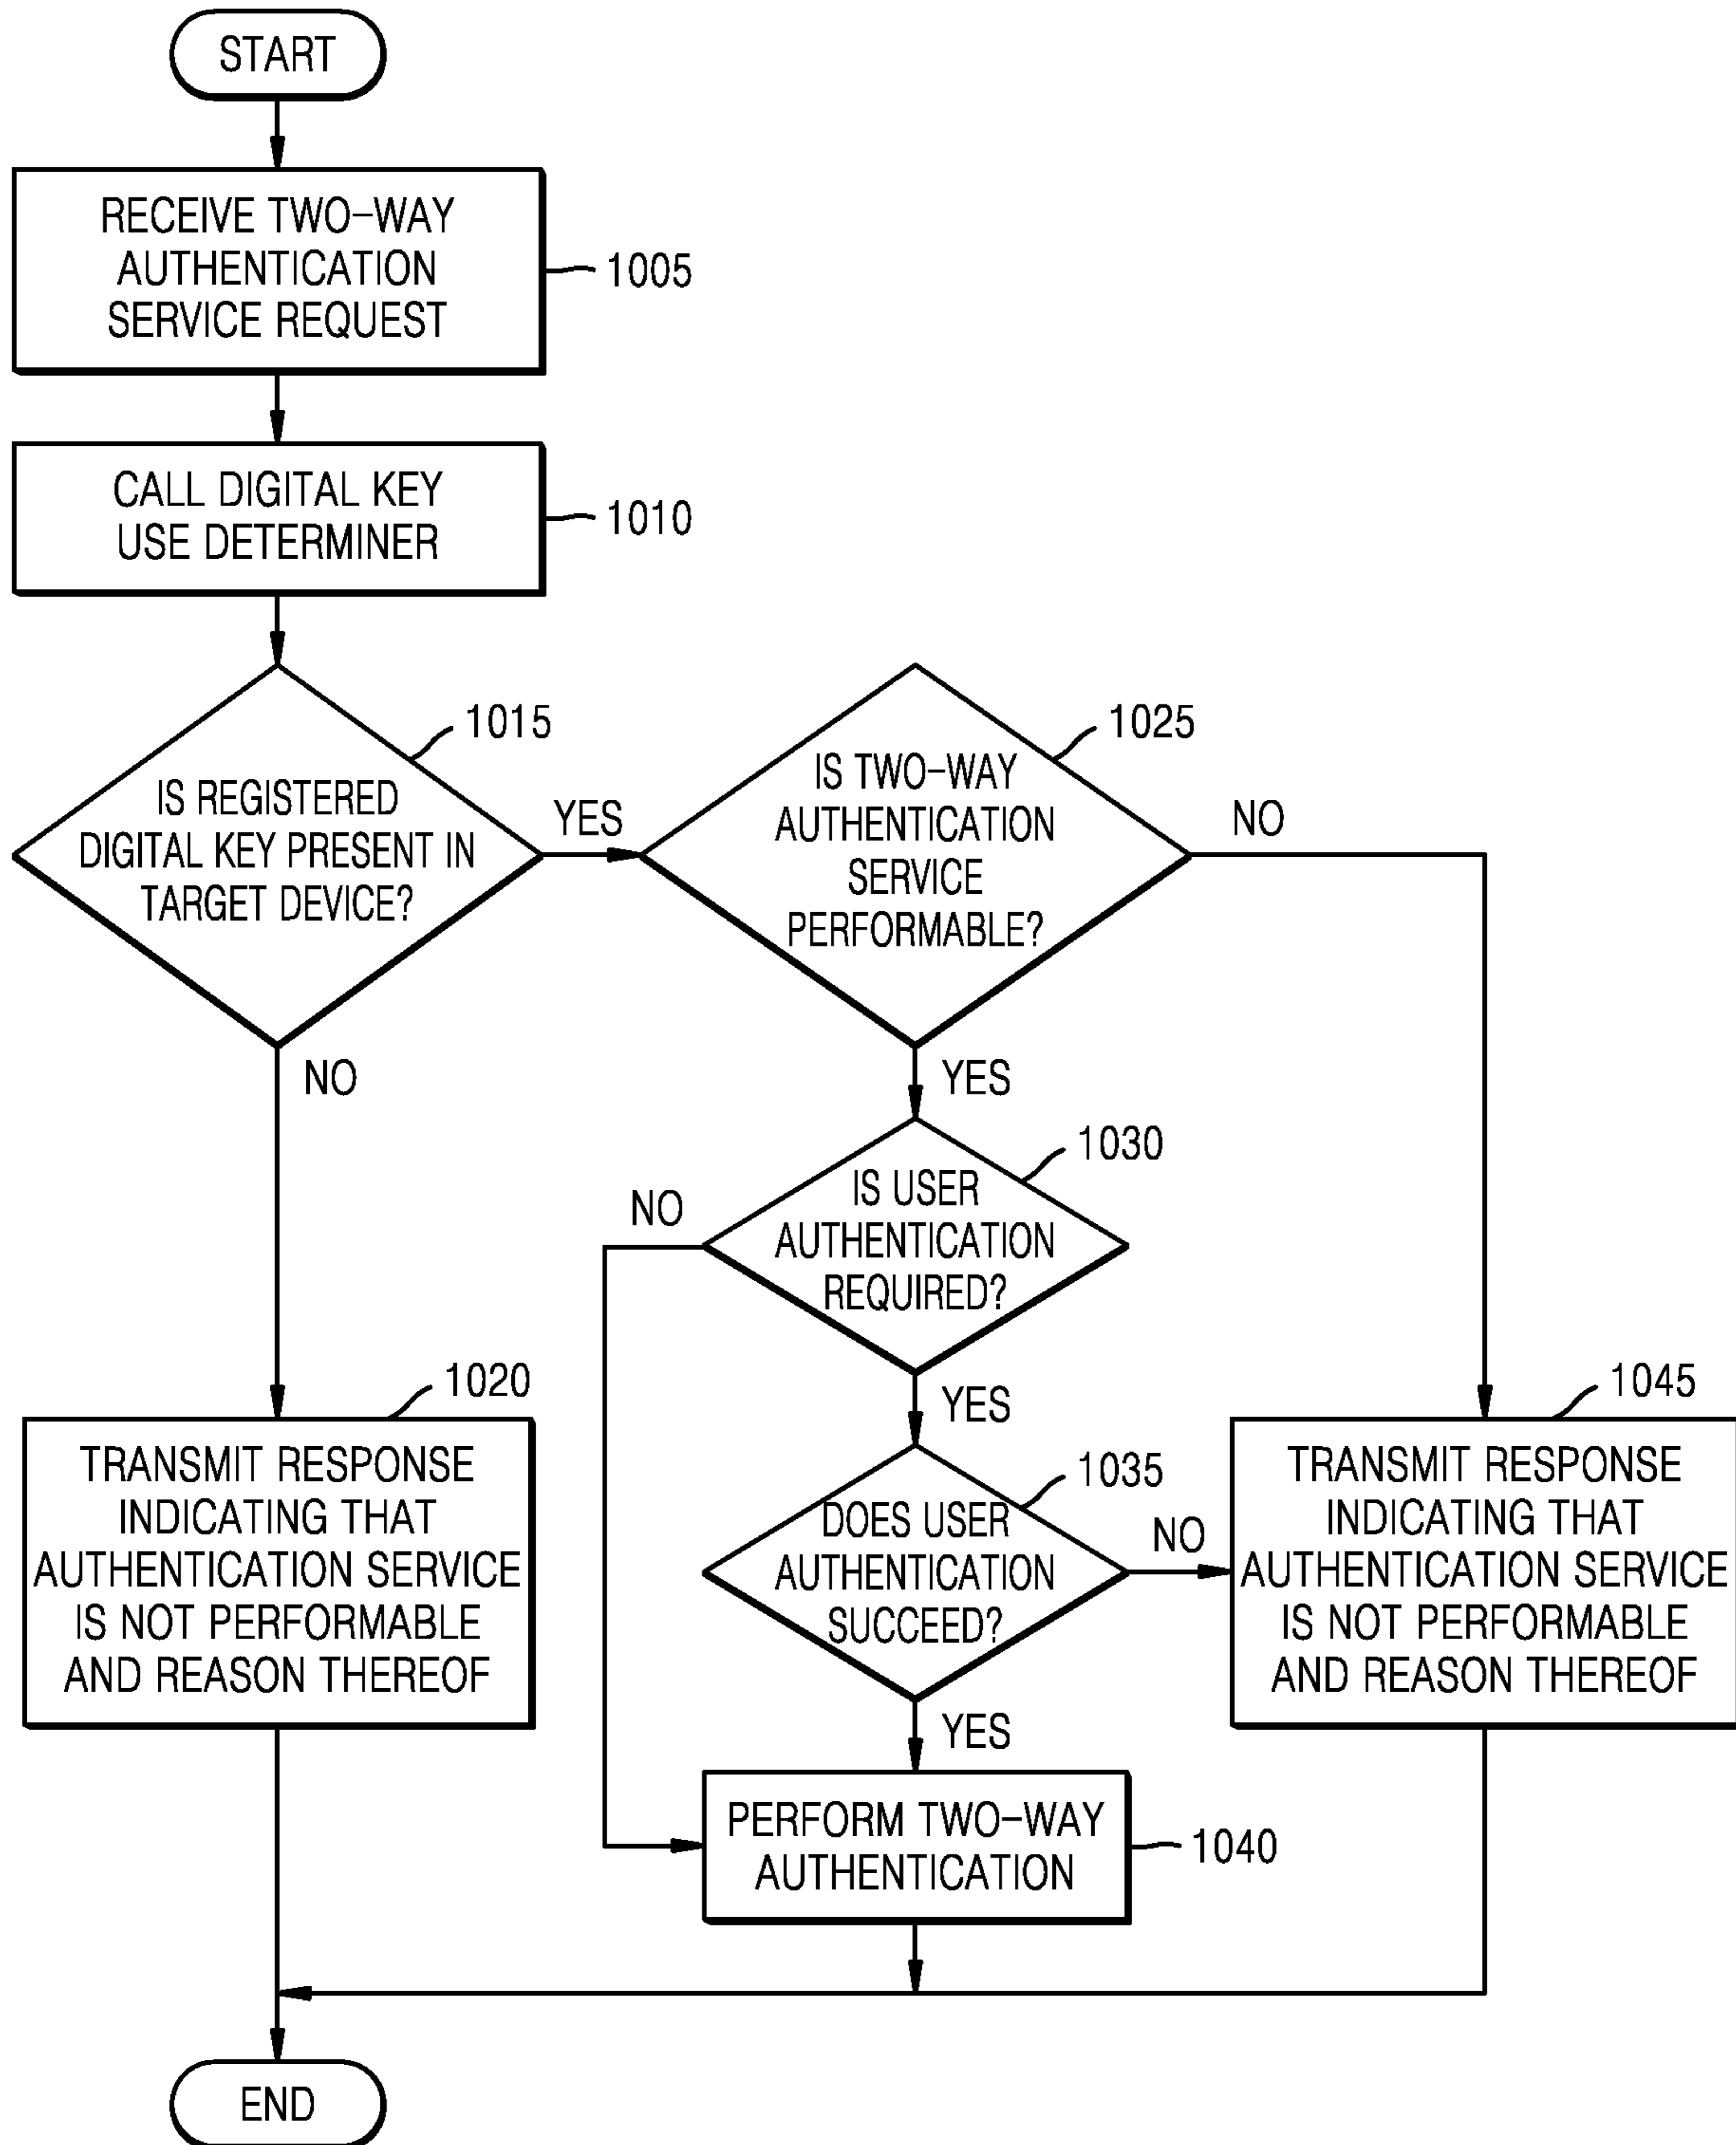 START
RECEIVE TWO-WAY
AUTHENTICATION
SERVICE REQUEST
1005
CALL DIGITAL KEY
USE DETERMINER
1010
1015
IS REGISTERED
DIGITAL KEY PRESENT IN
TARGET DEVICE?
YES
NO
1025
IS TWO-WAY
AUTHENTICATION
SERVICE
PERFORMABLE?
NO
YES
1030
IS USER
AUTHENTICATION
REQUIRED?
NO
YES
1020
TRANSMIT RESPONSE
INDICATING THAT
AUTHENTICATION SERVICE
IS NOT PERFORMABLE
AND REASON THEREOF
1035
DOES USER
AUTHENTICATION
SUCCEED?
NO
YES
1045
TRANSMIT RESPONSE
INDICATING THAT
AUTHENTICATION SERVICE
IS NOT PERFORMABLE
AND REASON THEREOF
PERFORM TWO-WAY
AUTHENTICATION
1040
END